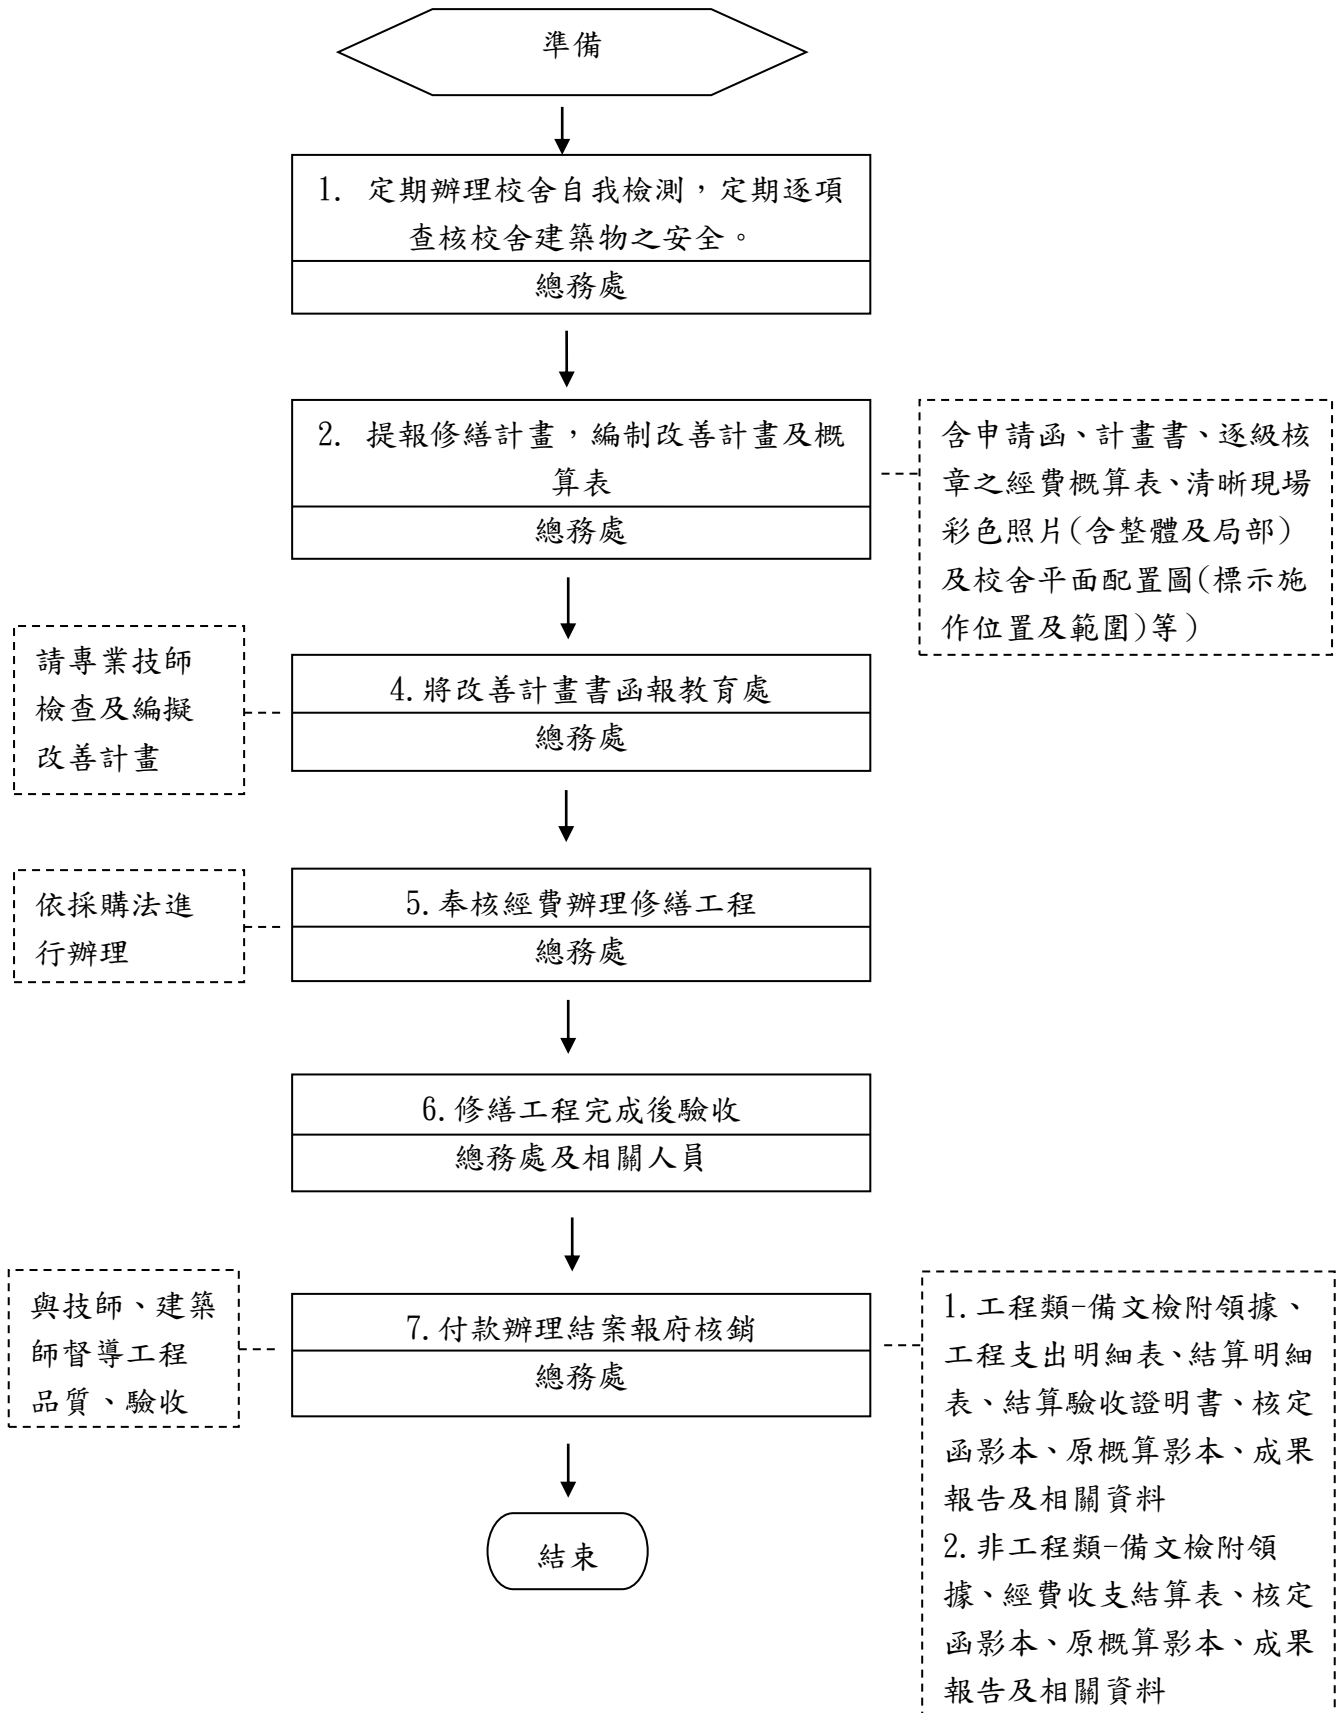 準備
1. 定期辦理校舍自我檢測，定期逐項
查核校舍建築物之安全。
總務處
2. 提報修繕計畫，編制改善計畫及概
算表
總務處
含申請函、計畫書、逐級核
章之經費概算表、清晰現場
彩色照片(含整體及局部)
及校舍平面配置圖(標示施
作位置及範圍)等)
請專業技師
檢查及編擬
改善計畫
4.將改善計畫書函報教育處
總務處
依採購法進
行辦理
5.奉核經費辦理修繕工程
總務處
6.修繕工程完成後驗收
總務處及相關人員
與技師、建築
師督導工程
品質、驗收
7.付款辦理結案報府核銷
總務處
1.工程類-備文檢附領據、
工程支出明細表、結算明細
表、結算驗收證明書、核定
函影本、原概算影本、成果
報告及相關資料
2.非工程類-備文檢附領
據、經費收支結算表、核定
函影本、原概算影本、成果
報告及相關資料
結束